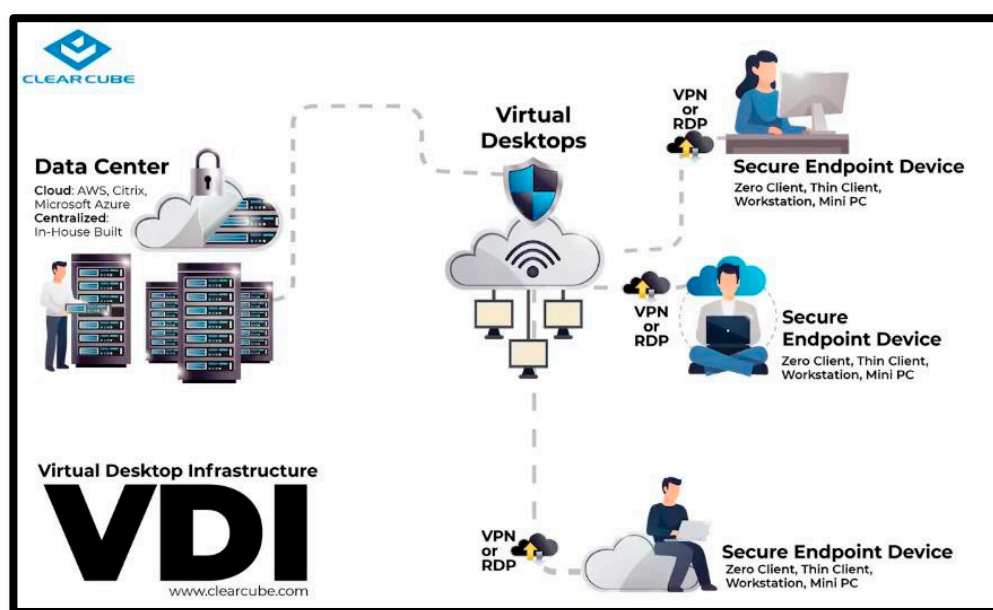 CLEARCUBE
Data Center
Cloud: AWS, Citrix,
Microsoft Azure
Centralized:
In-House Built
Virtual
Desktops
VPN
or
RDP
Secure Endpoint Device
Zero Client, Thin Client,
Workstation, Mini PC
VPN
or RDP
Secure
Endpoint Device
Zero Client, Thin Client,
Workstation, Mini PC
Virtual Desktop Infrastructure
VDI
www.clearcube.com
VPN
or
RDP
Secure Endpoint Device
Zero Client, Thin Client,
Workstation, Mini PC